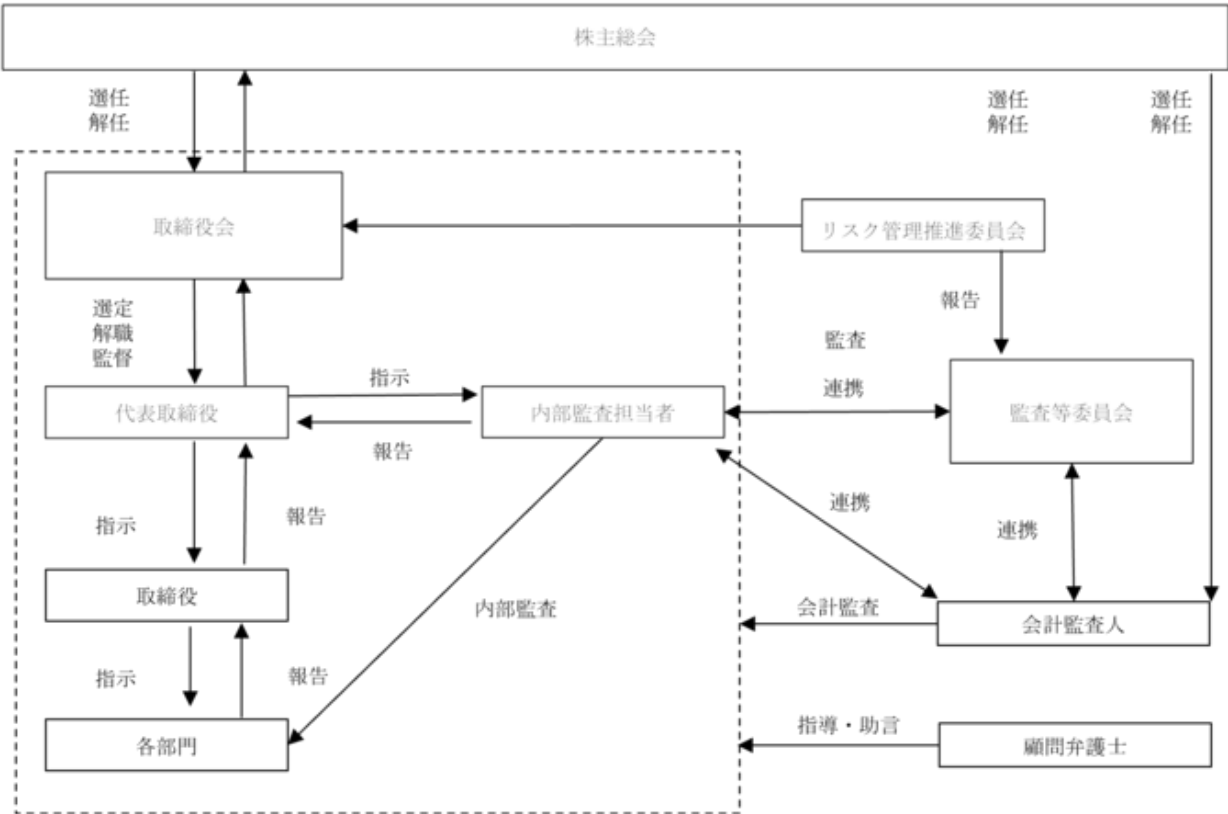 株主総会
選任
解任
選任
解任
選任
解任
取締役会
リスク管理推進委員会
選定
解職
監督
報告
監査
代表取締役
指示
報告
内部監査担当者
連携
監査等委員会
指示
報告
連携
連携
取締役
内部監査
会計監査
会計監査人
指示
報告
各部門
指導・助言
顧問弁護士